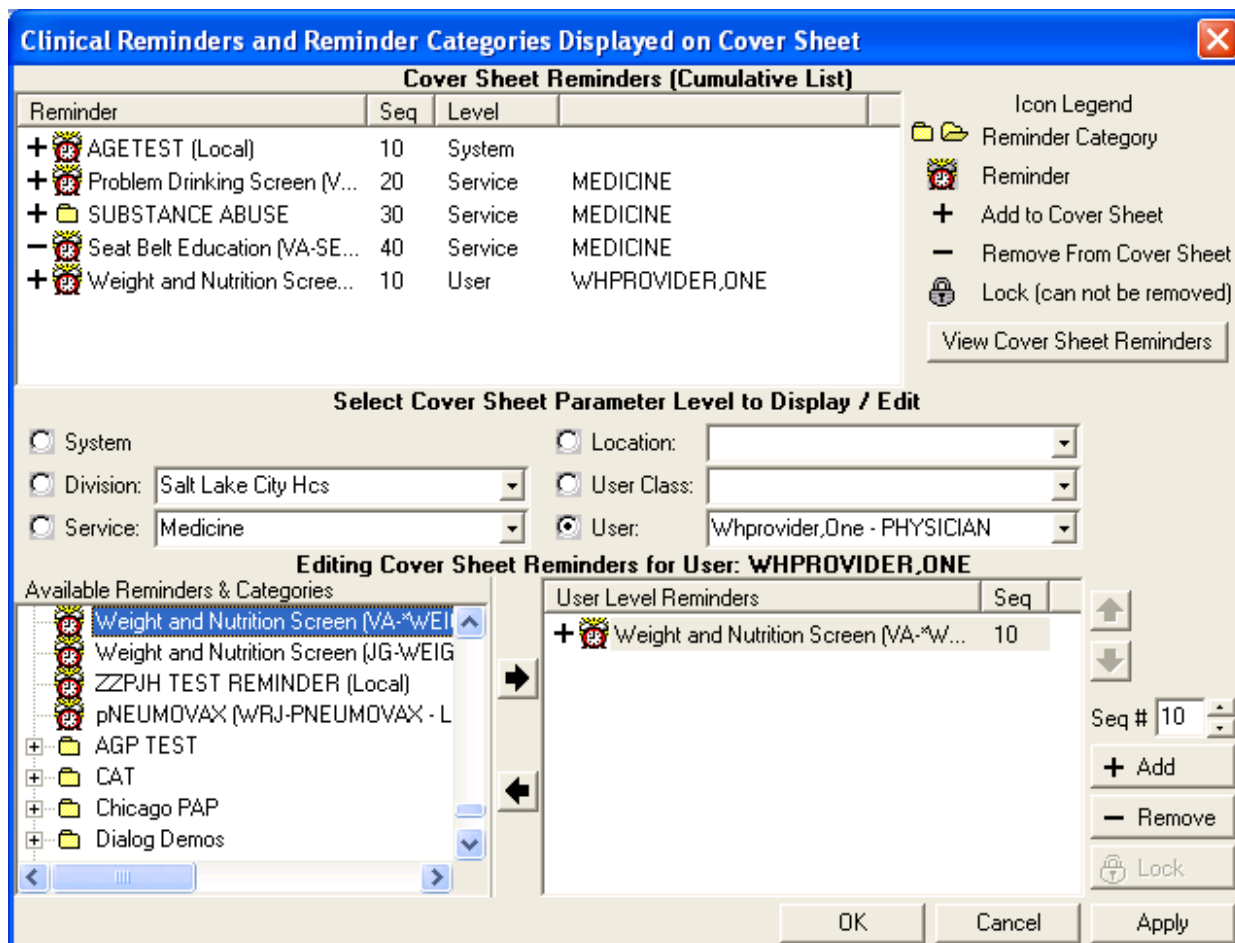 Clinical Reminders and Reminder Categories Displayed on Cover Sheet
Cover Sheet Reminders (Cumulative List)
Reminder Seq Level
AGETEST (Local) 10 System
Problem Drinking Screen (V... 20 Service MEDICINE
SUBSTANCE ABUSE 30 Service MEDICINE
Seat Belt Education (VA-SE... 40 Service MEDICINE
Weight and Nutrition Scree... 10 User WHPROVIDER,ONE
Icon Legend
Reminder Category
Reminder
Add to Cover Sheet
Remove From Cover Sheet
Lock (can not be removed)
View Cover Sheet Reminders
Select Cover Sheet Parameter Level to Display / Edit
System
Location:
Division: Salt Lake City Hcs
User Class:
Service: Medicine
User: Whprovider,One - PHYSICIAN
Editing Cover Sheet Reminders for User: WHPROVIDER,ONE
Available Reminders & Categories
Weight and Nutrition Screen (VA-*WEI
Weight and Nutrition Screen (JG-WEIG
ZZPJH TEST REMINDER (Local)
pNEUMOVAX (WRJ-PNEUMOVAX - L
AGP TEST
CAT
Chicago PAP
Dialog Demos
User Level Reminders Seq
Weight and Nutrition Screen (VA-*W... 10
Seq # 10
Add
Remove
Lock
OK
Cancel
Apply